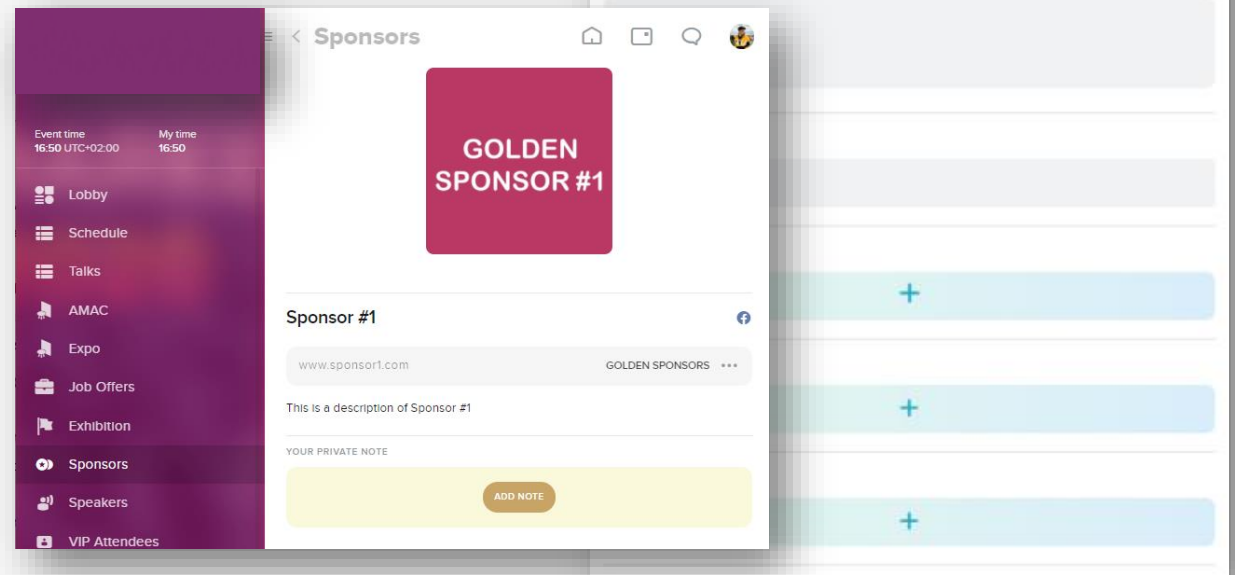 Sponsors
GOLDEN
SPONSOR #1
Event time My time
16:50 UTC+02:00 16:50
Lobby
Schedule
Talks
AMAC
Expo
Job Offers
Exhibition
Sponsors
Speakers
VIP Attendees
Sponsor #1
www.sponsor1.com GOLDEN SPONSORS
This is a description of Sponsor #1
YOUR PRIVATE NOTE
ADD NOTE